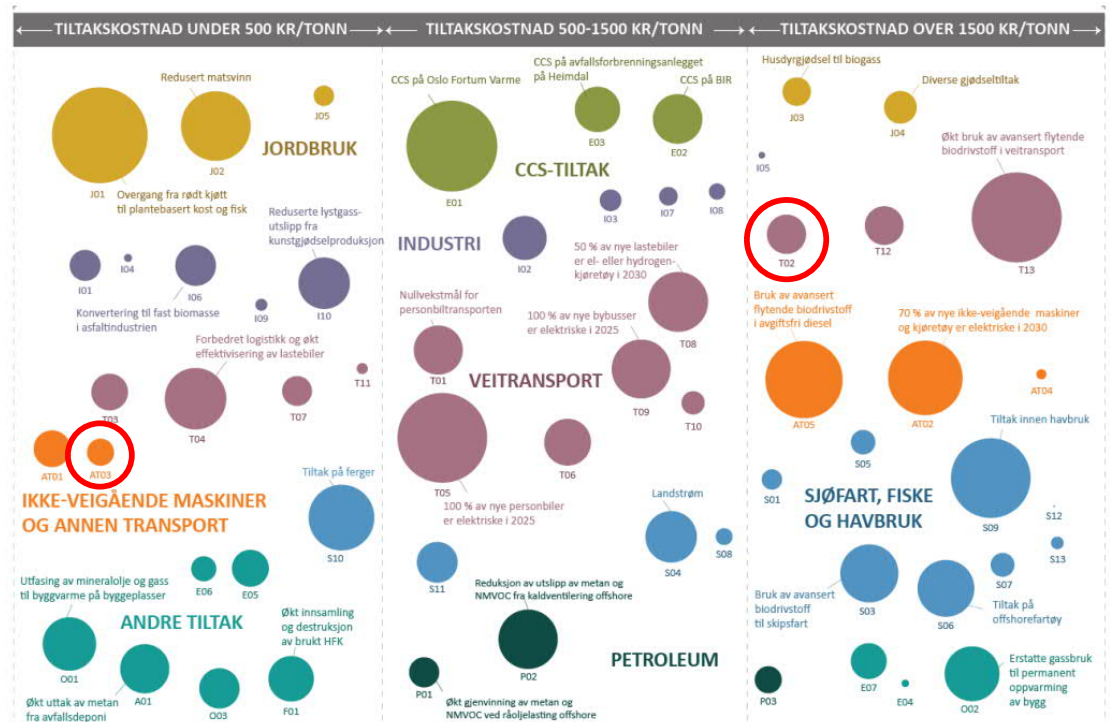 TILTAKSKOSTNAD UNDER 500 KR/TONN
TILTAKSKOSTNAD 500-1500 KR/TONN
TILTAKSKOSTNAD OVER 1500 KR/TONN
Redusert matsvinn
J05
JORDBRUK
J02
J01
Overgang fra rødt kjøtt
til plantebasert kost og fisk
Reduserte lystgass-
utslipp fra
kunstgjødselproduksjon
I01
I04
I06
I09
I10
Konvertering til fast biomasse
i asfaltindustrien
Forbedret logistikk og økt
effektivisering av lastebiler
T11
T03
T04
T07
AT01
AT03
IKKE-VEIGÅENDE MASKINER
OG ANNEN TRANSPORT
Tiltak på ferger
S10
Utfasing av mineralolje og gass
til byggvarme på byggeplasser
E06
E05
ANDRE TILTAK
Økt innsamling
og destruksjon
av brukt HFK
O01
A01
O03
F01
Økt uttak av metan
fra avfallsdeponi
CCS på Oslo Fortum Varme
CCS på avfallsforbrenningsanlegget
på Heimdal
CCS på BIR
E03
E02
CCS-TILTAK
E01
I03
I07
I08
INDUSTRI
I02
50 % av nye lastebiler
er el- eller hydrogen-
kjøretøy i 2030
Nullvekstmål for
personbiltransporten
100 % av nye bybusser
er elektriske i 2025
T08
T01
VEITRANSPORT
T09
T10
T05
T06
100 % av nye personbiler
er elektriske i 2025
Landstrøm
S11
S04
S08
Reduksjon av utslipp av metan og
NMVOC fra kaldventilering offshore
P02
PETROLEUM
P01
Økt gjenvinning av metan og
NMVOC ved råoljelasting offshore
Husdyrgjødsel til biogass
Diverse gjødseltiltak
J03
J04
Økt bruk av avansert flytende
biodrivstoff i veitransport
I05
T02
T12
T13
Bruk av avansert
flytende biodrivstoff
i avgiftsfri diesel
70 % av nye ikke-veigående maskiner
og kjøretøy er elektriske i 2030
AT04
AT05
AT02
Tiltak innen havbruk
S05
S01
SJØFART, FISKE
OG HAVBRUK
S09
S12
S13
S07
Bruk av avansert
biodrivstoff
til skipsfart
S03
S06
Tiltak på
offshorefartøy
P03
E07
E04
O02
Erstatte gassbruk
til permanent
oppvarming
av bygg